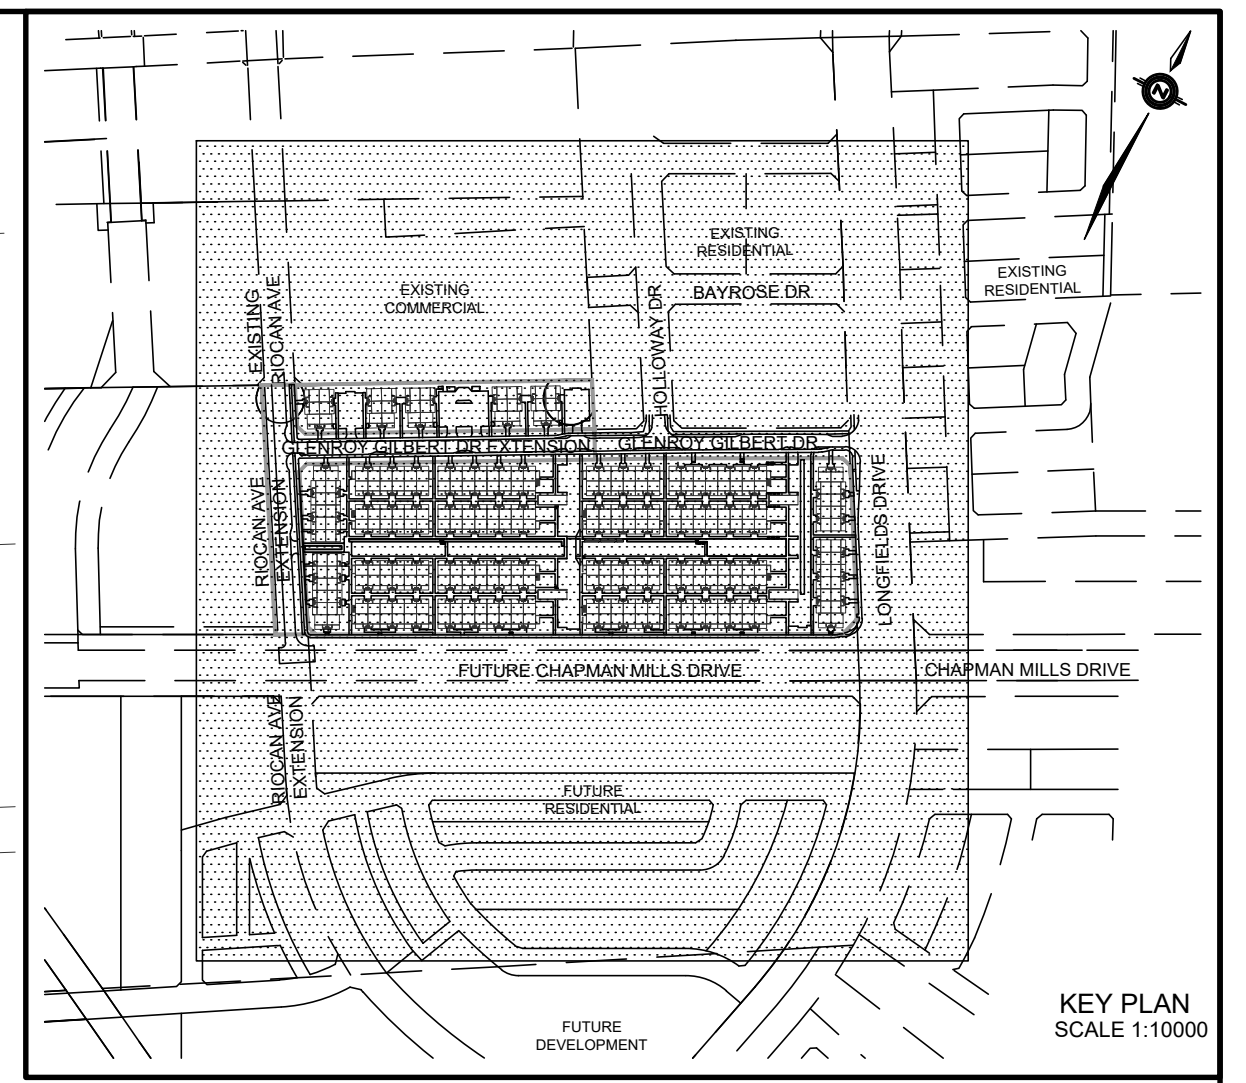 N
EXISTING
RESIDENTIAL
EXISTING
RESIDENTIAL
EXISTING
COMMERCIAL
BAYROSE DR
EXISTING
RIOCAN AVE
HOLLOWAY DR
GLENROY GILBERT DR EXTENSION
GLENROY GILBERT DR
RIOCAN AVE
EXTENSION
LONGFIELDS DRIVE
FUTURE CHAPMAN MILLS DRIVE
CHAPMAN MILLS DRIVE
RIOCAN AVE
EXTENSION
FUTURE
RESIDENTIAL
FUTURE
DEVELOPMENT
KEY PLAN
SCALE 1:10000